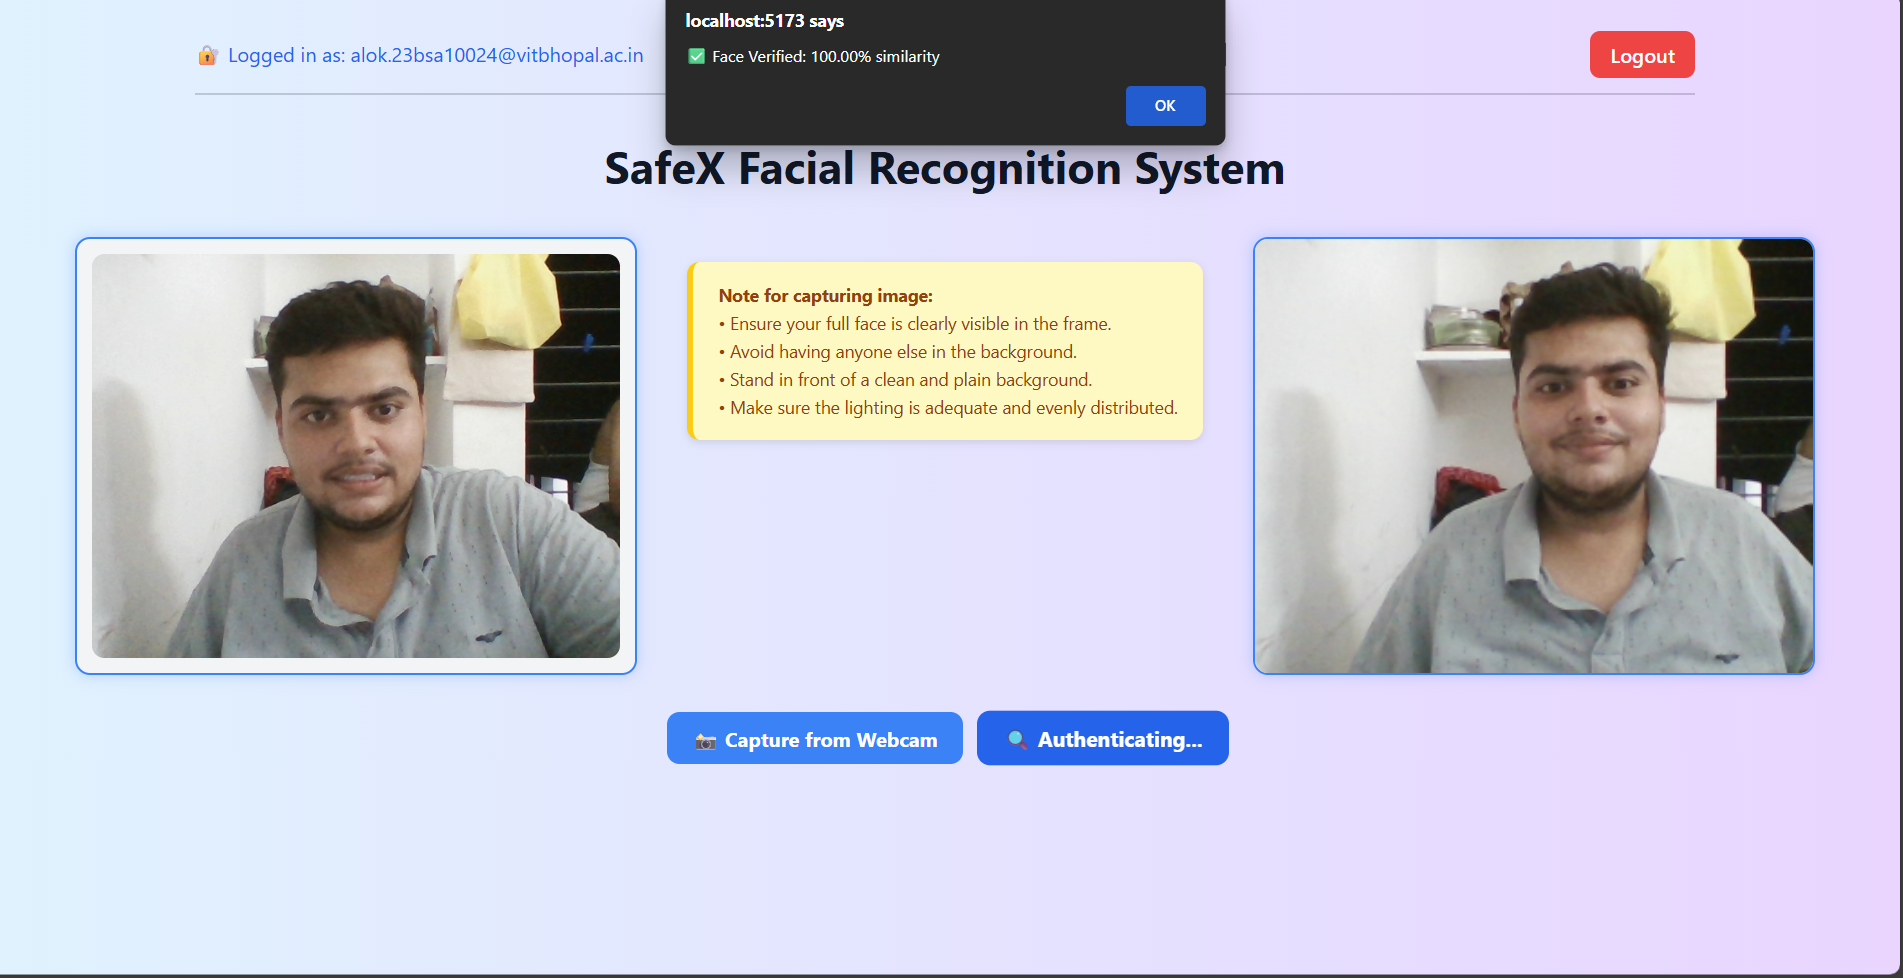 localhost:5173 says
✅ Face Verified: 100.00% similarity
OK
🔐 Logged in as: alok.23bsa10024@vitbhopal.ac.in
Logout
SafeX Facial Recognition System
Note for capturing image:
• Ensure your full face is clearly visible in the frame.
• Avoid having anyone else in the background.
• Stand in front of a clean and plain background.
• Make sure the lighting is adequate and evenly distributed.
📸 Capture from Webcam
🔍 Authenticating...